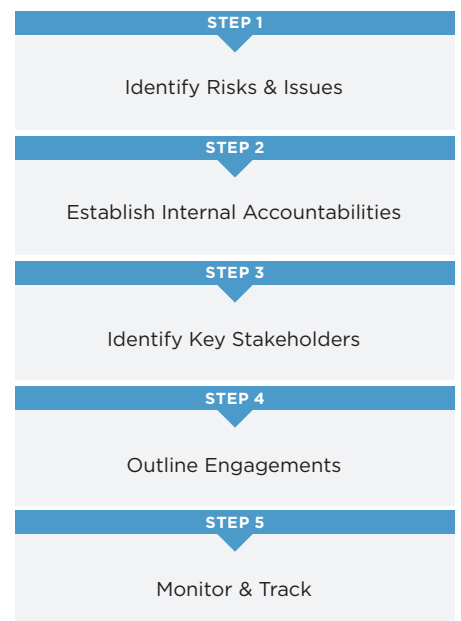 STEP 1
Identify Risks & Issues
STEP 2
Establish Internal Accountabilities
STEP 3
Identify Key Stakeholders
STEP 4
Outline Engagements
STEP 5
Monitor & Track